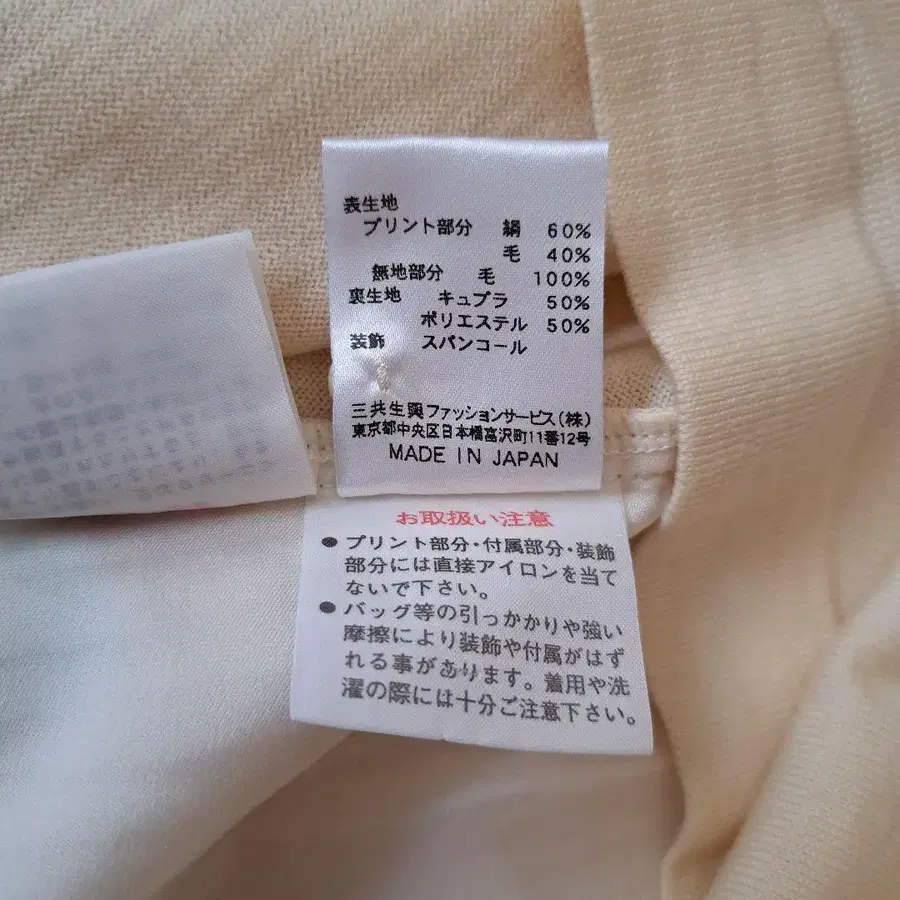 表生地
プリント部分 絹 60%
毛 40%
無地部分 毛 100%
裏生地 キュプラ 50%
ポリエステル 50%
装飾 スパンコール
三共生興ファッションサービス(株)
東京都中央区日本橋富沢町11番12号
MADE IN JAPAN
お取扱い注意
●プリント部分・付属部分・装飾
部分には直接アイロンを当て
ないで下さい。
●バッグ等の引っかかりや強い
摩擦により装飾や付属がはず
れる事があります。着用や洗
濯の際には十分ご注意下さい。